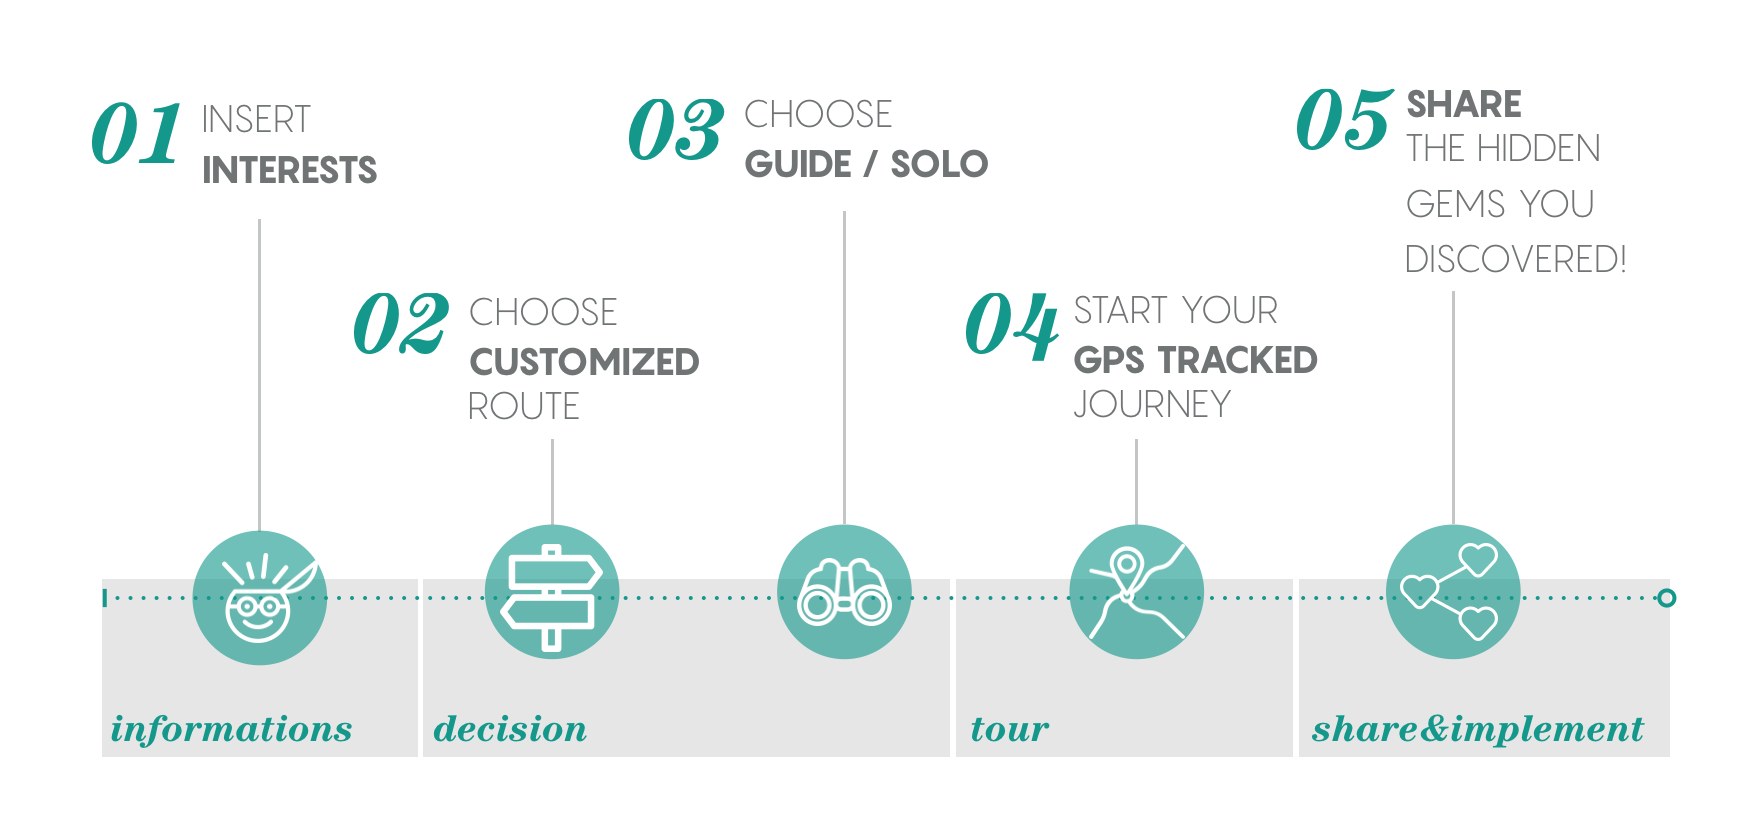 01 INSERT
INTERESTS
02 CHOOSE
CUSTOMIZED
ROUTE
03 CHOOSE
GUIDE / SOLO
04 START YOUR
GPS TRACKED
JOURNEY
05 SHARE
THE HIDDEN
GEMS YOU
DISCOVERED!
informations
decision
tour
share&implement